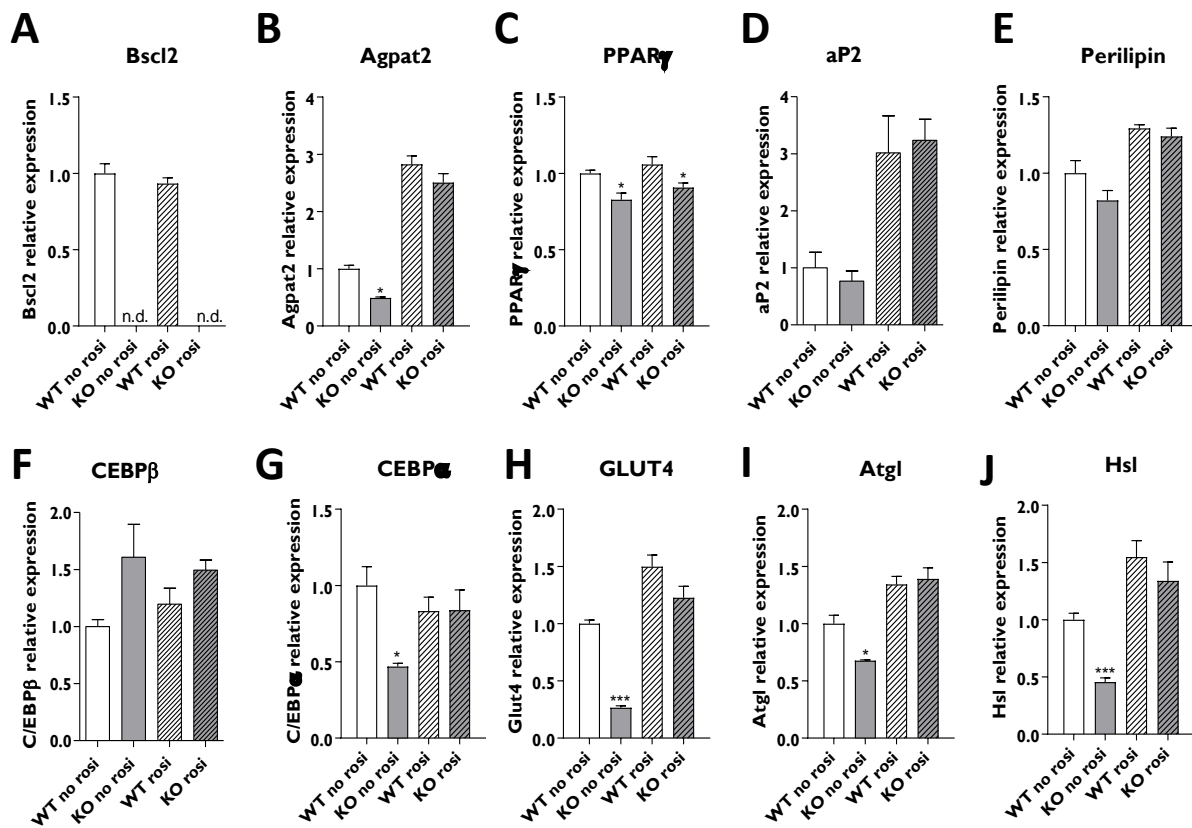 A
Bscl2
Bscl2 relative expression
1.5
1.0
0.5
0.0
n.d.
n.d.
WT no rosi
KO no rosi
WT rosi
KO rosi
B
Agpat2
Agpat2 relative expression
4
3
2
1
0
*
WT no rosi
KO no rosi
WT rosi
KO rosi
C
PPARγ
PPARγ relative expression
1.5
1.0
0.5
0.0
*
*
WT no rosi
KO no rosi
WT rosi
KO rosi
D
aP2
aP2 relative expression
4
3
2
1
0
WT no rosi
KO no rosi
WT rosi
KO rosi
E
Perilipin
Perilipin relative expression
1.5
1.0
0.5
0.0
WT no rosi
KO no rosi
WT rosi
KO rosi
F
CEBPβ
C/EBPβ relative expression
2.0
1.5
1.0
0.5
0.0
WT no rosi
KO no rosi
WT rosi
KO rosi
G
CEBPα
C/EBPα relative expression
1.5
1.0
0.5
0.0
*
WT no rosi
KO no rosi
WT rosi
KO rosi
H
GLUT4
Glut4 relative expression
2.0
1.5
1.0
0.5
0.0
***
WT no rosi
KO no rosi
WT rosi
KO rosi
I
Atgl
Atgl relative expression
2.0
1.5
1.0
0.5
0.0
*
WT no rosi
KO no rosi
WT rosi
KO rosi
J
Hsl
Hsl relative expression
2.0
1.5
1.0
0.5
0.0
***
WT no rosi
KO no rosi
WT rosi
KO rosi